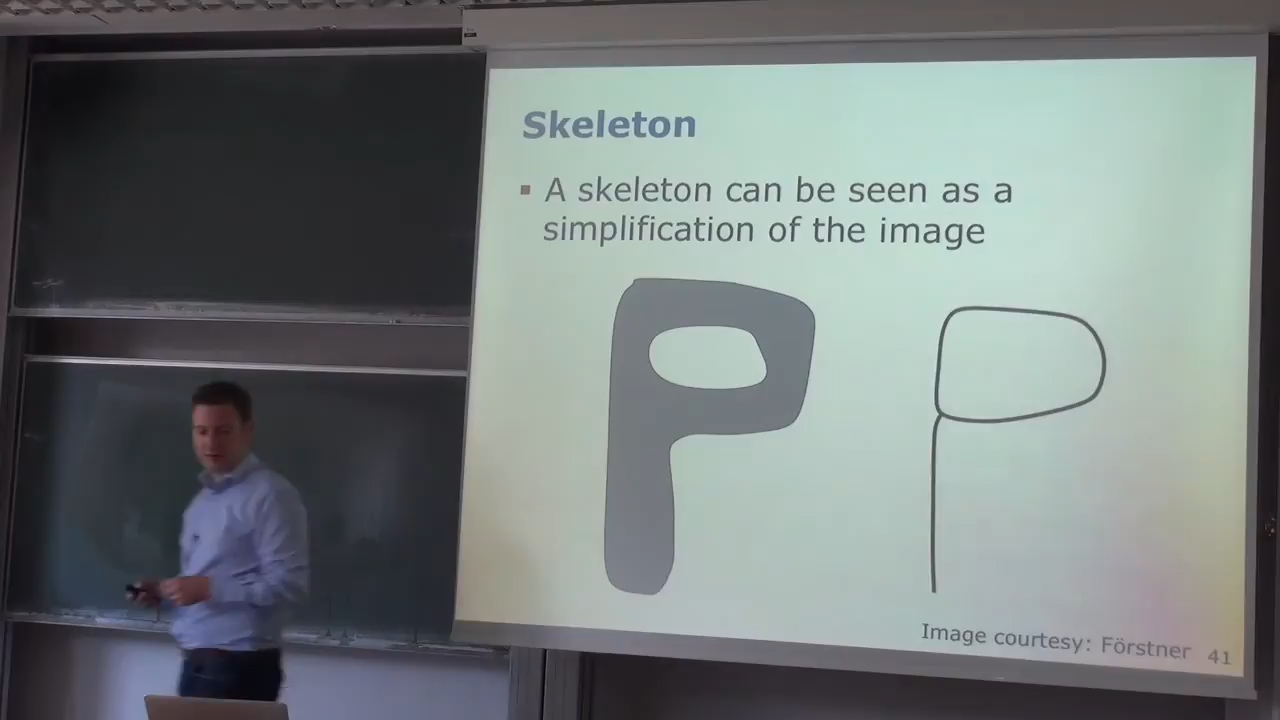 Skeleton
▪ A skeleton can be seen as a
simplification of the image
P P
Image courtesy: Förstner 41